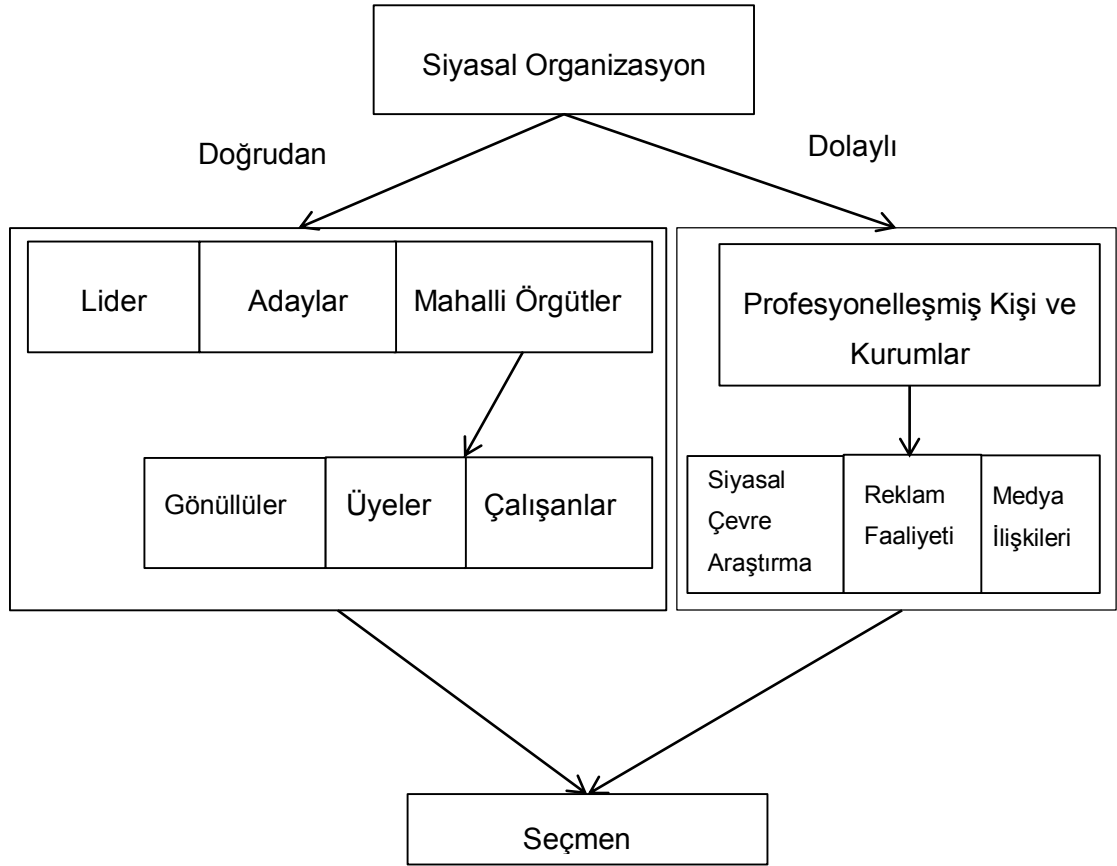 Siyasal Organizasyon
Doğrudan
Dolaylı
Lider
Adaylar
Mahalli Örgütler
Profesyonelleşmiş Kişi ve
Kurumlar
Gönüllüler
Üyeler
Çalışanlar
Siyasal
Çevre
Araştırma
Reklam
Faaliyeti
Medya
İlişkileri
Seçmen